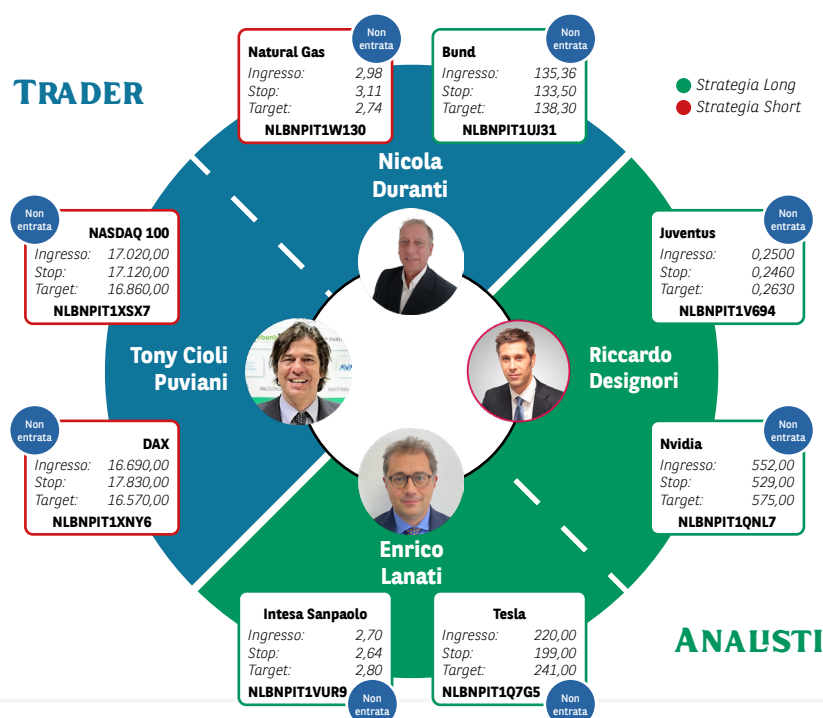 TRADER
Non
entrata
Natural Gas
Ingresso: 2,98
Stop: 3,11
Target: 2,74
NLBNPIT1W130
Non
entrata
Bund
Ingresso: 135,36
Stop: 133,50
Target: 138,30
NLBNPIT1UJ31
Strategia Long
Strategia Short
Nicola
Duranti
Non
entrata
NASDAQ 100
Ingresso: 17.020,00
Stop: 17.120,00
Target: 16.860,00
NLBNPIT1XSX7
Non
entrata
Juventus
Ingresso: 0,2500
Stop: 0,2460
Target: 0,2630
NLBNPIT1V694
Tony Cioli
Puviani
Riccardo
Designori
Non
entrata
DAX
Ingresso: 16.690,00
Stop: 17.830,00
Target: 16.570,00
NLBNPIT1XNY6
Non
entrata
Nvidia
Ingresso: 552,00
Stop: 529,00
Target: 575,00
NLBNPIT1QNL7
Enrico
Lanati
Intesa Sanpaolo
Ingresso: 2,70
Stop: 2,64
Target: 2,80
NLBNPIT1VUR9
Non
entrata
Tesla
Ingresso: 220,00
Stop: 199,00
Target: 241,00
NLBNPIT1Q7G5
Non
entrata
ANALISTI